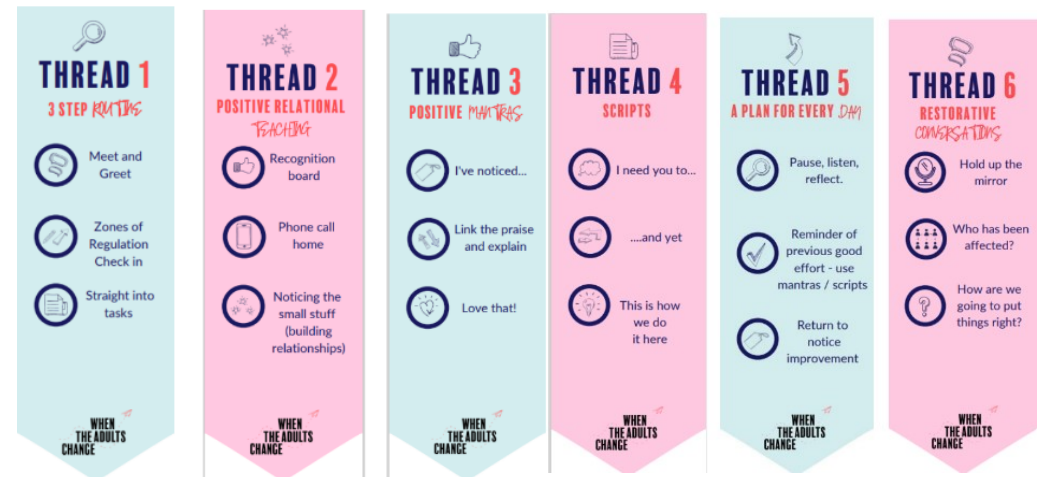 THREAD 1
3 STEP ROUTINE
Meet and
Greet
Zones of
Regulation
Check in
Straight into
tasks
WHEN
THE ADULTS
CHANGE
THREAD 2
POSITIVE RELATIONAL
TEACHING
Recognition
board
Phone call
home
Noticing the
small stuff
(building
relationships)
WHEN
THE ADULTS
CHANGE
THREAD 3
POSITIVE MANTRAS
I've noticed...
Link the praise
and explain
Love that!
WHEN
THE ADULTS
CHANGE
THREAD 4
SCRIPTS
I need you to...
....and yet
This is how
we do
it here
WHEN
THE ADULTS
CHANGE
THREAD 5
A PLAN FOR EVERY DAY
Pause, listen,
reflect.
Reminder of
previous good
effort - use
mantras / scripts
Return to
notice
improvement
WHEN
THE ADULTS
CHANGE
THREAD 6
RESTORATIVE
CONVERSATIONS
Hold up the
mirror
Who has been
affected?
How are we
going to put
things right?
WHEN
THE ADULTS
CHANGE